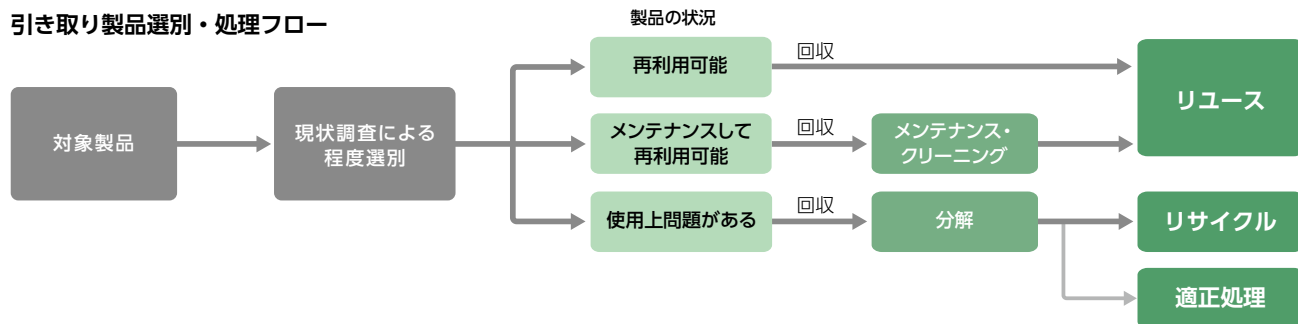 引き取り製品選別・処理フロー
製品の状況
対象製品
現状調査による
程度選別
再利用可能
回収
リユース
メンテナンスして
再利用可能
回収
メンテナンス・
クリーニング
使用上問題がある
回収
分解
リサイクル
適正処理